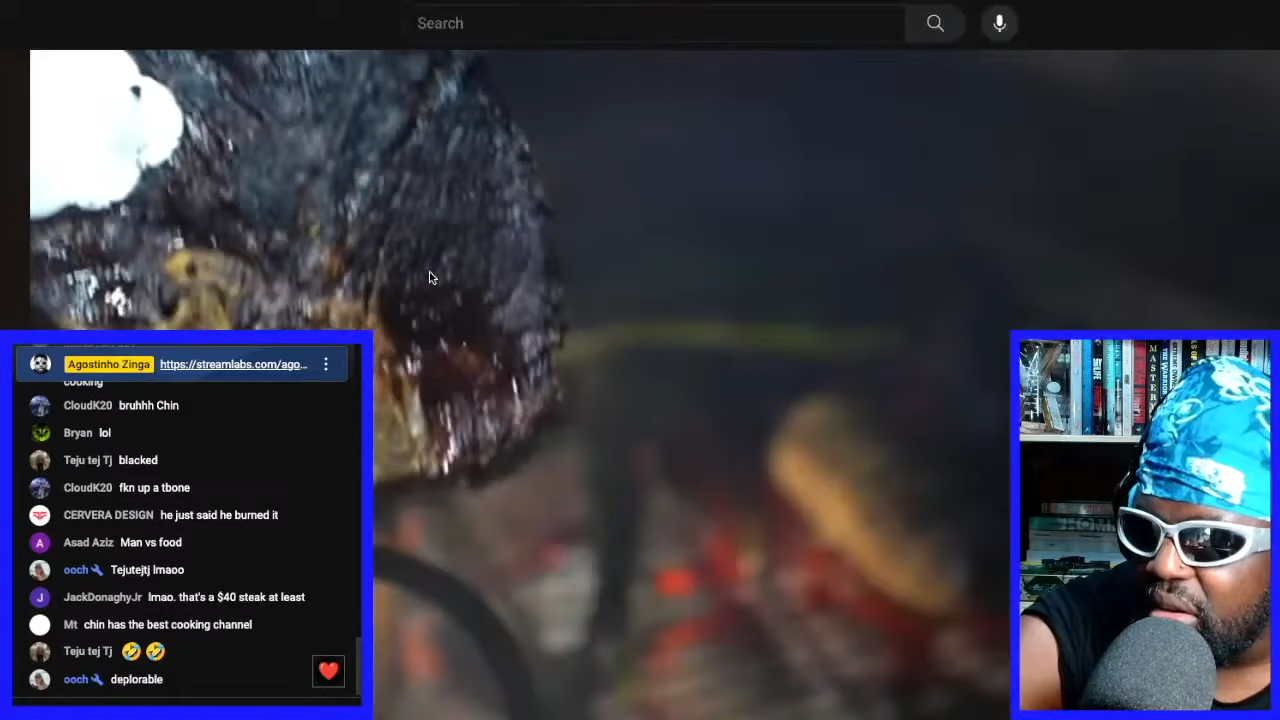 Search
Agostinho Zinga https://streamlabs.com/ago...
cooking
CloudK20 bruhhh Chin
Bryan lol
Teju tej Tj blacked
CloudK20 fkn up a tbone
CERVERA DESIGN he just said he burned it
A Asad Aziz Man vs food
ooch Tejutejtj lmaoo
J JackDonaghyJr lmao. that's a $40 steak at least
Mt chin has the best cooking channel
Teju tej Tj 🤣 🤣
ooch deplorable